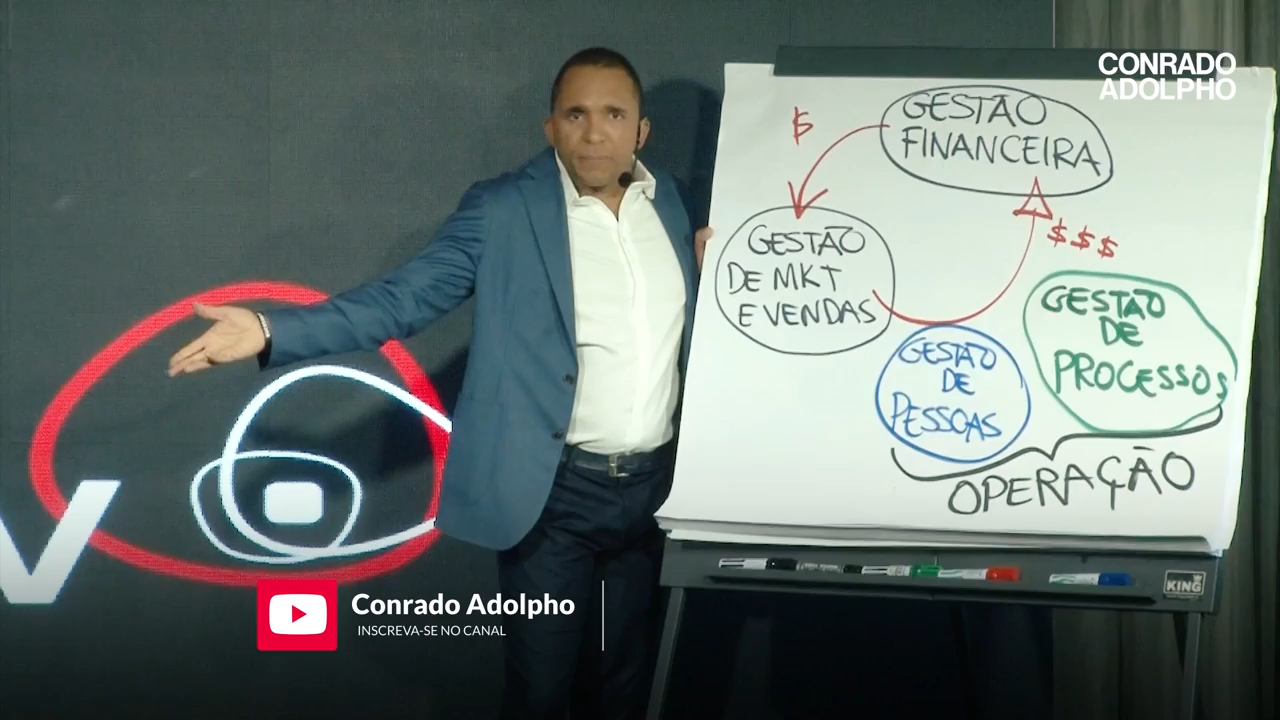 CONRADO
ADOLPHO
$
GESTÃO
FINANCEIRA
$$$
GESTÃO
DE MKT
E VENDAS
GESTÃO
DE
PROCESSOS
GESTÃO
DE
PESSOAS
OPERAÇÃO
V
KING
Conrado Adolpho
INSCREVA-SE NO CANAL